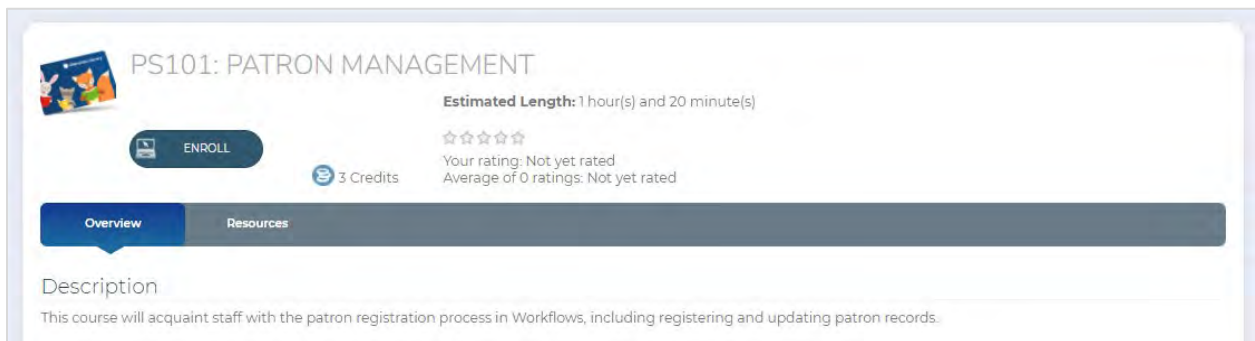 PS101: PATRON MANAGEMENT
Estimated Length: 1 hour(s) and 20 minute(s)
ENROLL
3 Credits
Your rating: Not yet rated
Average of 0 ratings: Not yet rated
Overview
Resources
Description
This course will acquaint staff with the patron registration process in Workflows, including registering and updating patron records.